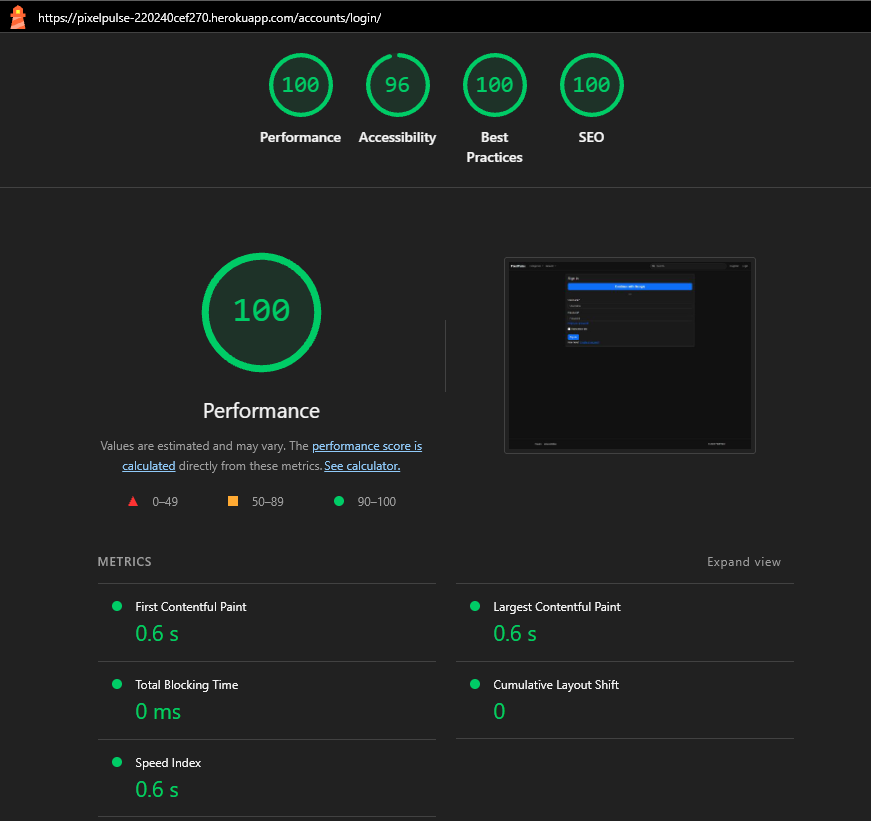 https://pixelpulse-220240cef270.herokuapp.com/accounts/login/
100
96
100
100
Performance
Accessibility
Best
Practices
SEO
100
Performance
Values are estimated and may vary. The performance score is
calculated directly from these metrics. See calculator.
0–49
50–89
90–100
METRICS
Expand view
First Contentful Paint
0.6 s
Largest Contentful Paint
0.6 s
Total Blocking Time
0 ms
Cumulative Layout Shift
0
Speed Index
0.6 s